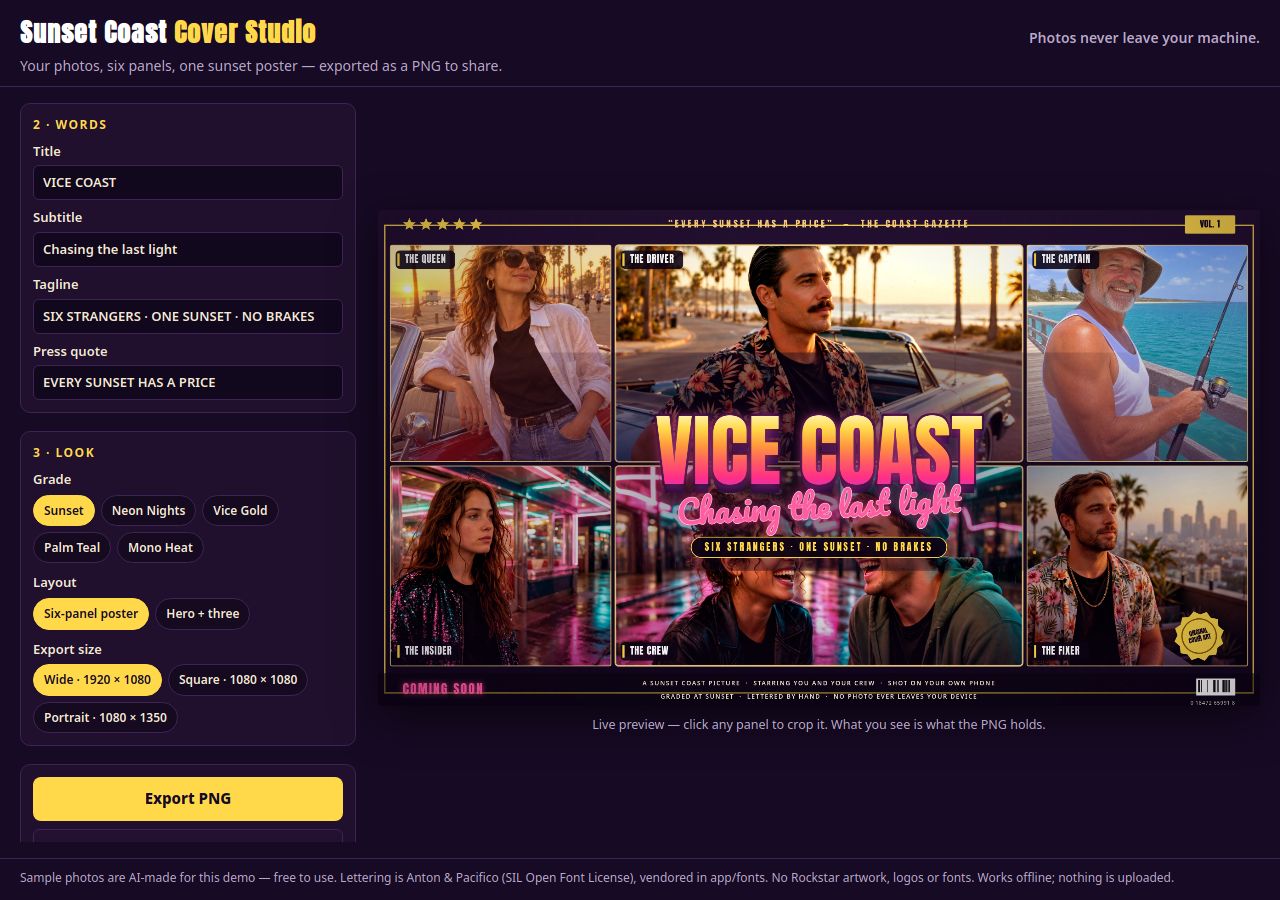 Sunset Coast Cover Studio
Your photos, six panels, one sunset poster — exported as a PNG to share.
Photos never leave your machine.
2 · WORDS
Title
VICE COAST
Subtitle
Chasing the last light
Tagline
SIX STRANGERS · ONE SUNSET · NO BRAKES
Press quote
EVERY SUNSET HAS A PRICE
3 · LOOK
Grade
Sunset
Neon Nights
Vice Gold
Palm Teal
Mono Heat
Layout
Six-panel poster
Hero + three
Export size
Wide · 1920 × 1080
Square · 1080 × 1080
Portrait · 1080 × 1350
Export PNG
"EVERY SUNSET HAS A PRICE" — THE COAST GAZETTE
VOL. 1
THE QUEEN
THE DRIVER
THE CAPTAIN
VICE COAST
Chasing the last light
SIX STRANGERS · ONE SUNSET · NO BRAKES
THE INSIDER
THE CREW
THE FIXER
ORIGINAL
COVER ART
COMING SOON
A SUNSET COAST PICTURE · STARRING YOU AND YOUR CREW · SHOT ON YOUR OWN PHONE
GRADED AT SUNSET · LETTERED BY HAND · NO PHOTO EVER LEAVES YOUR DEVICE
0 18472 65991 8
Live preview — click any panel to crop it. What you see is what the PNG holds.
Sample photos are AI-made for this demo — free to use. Lettering is Anton & Pacifico (SIL Open Font License), vendored in app/fonts. No Rockstar artwork, logos or fonts. Works offline; nothing is uploaded.